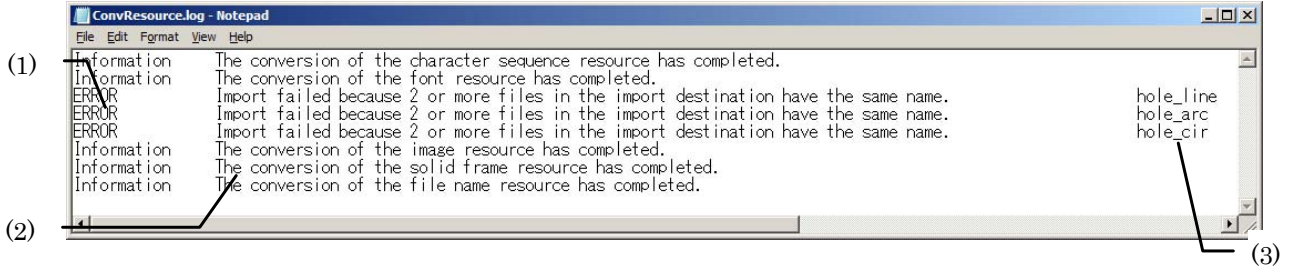 ConvResource.log - Notepad
File Edit Format View Help
(1)
Information The conversion of the character sequence resource has completed.
Information The conversion of the font resource has completed.
ERROR Import failed because 2 or more files in the import destination have the same name. hole_line
ERROR Import failed because 2 or more files in the import destination have the same name. hole_arc
ERROR Import failed because 2 or more files in the import destination have the same name. hole_cir
Information The conversion of the image resource has completed.
Information The conversion of the solid frame resource has completed.
Information The conversion of the file name resource has completed.
(2)
(3)